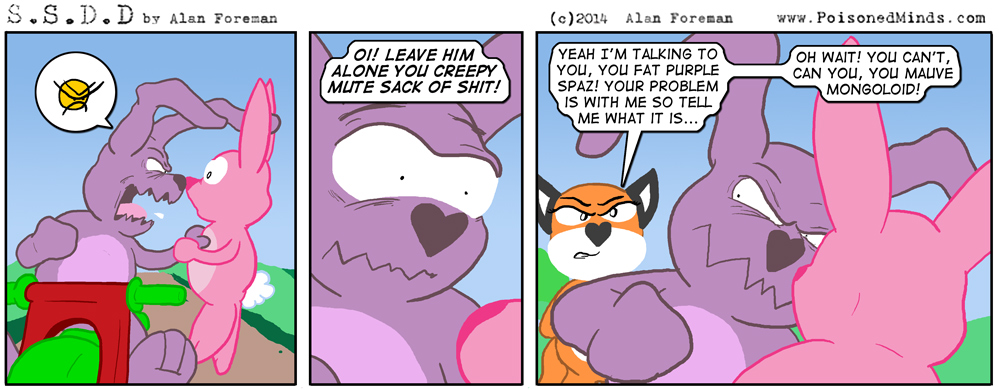 S.S.D.D by Alan Foreman
(c)2014 Alan Foreman www.PoisonedMinds.com
OI! LEAVE HIM
ALONE YOU CREEPY
MUTE SACK OF SHIT!
YEAH I'M TALKING TO
YOU, YOU FAT PURPLE
SPAZ! YOUR PROBLEM
IS WITH ME SO TELL
ME WHAT IT IS...
OH WAIT! YOU CAN'T,
CAN YOU, YOU MAUVE
MONGOLOID!